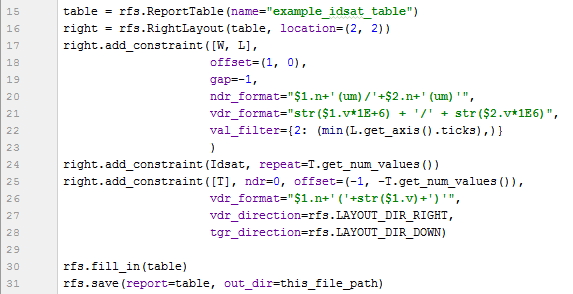 15 table = rfs.ReportTable(name="example_idsat_table")
16 right = rfs.RightLayout(table, location=(2, 2))
17 right.add_constraint([W, L],
18 offset=(1, 0),
19 gap=-1,
20 ndr_format="$1.n+'(um)/'+$2.n+'(um)'",
21 vdr_format="str($1.v*1E+6) + '/' + str($2.v*1E6)",
22 val_filter={2: (min(L.get_axis().ticks),)}
23 )
24 right.add_constraint(Idsat, repeat=T.get_num_values())
25 right.add_constraint([T], ndr=0, offset=(-1, -T.get_num_values()),
26 vdr_format="$1.n+'('+str($1.v)+')'",
27 vdr_direction=rfs.LAYOUT_DIR_RIGHT,
28 tgr_direction=rfs.LAYOUT_DIR_DOWN)
29
30 rfs.fill_in(table)
31 rfs.save(report=table, out_dir=this_file_path)